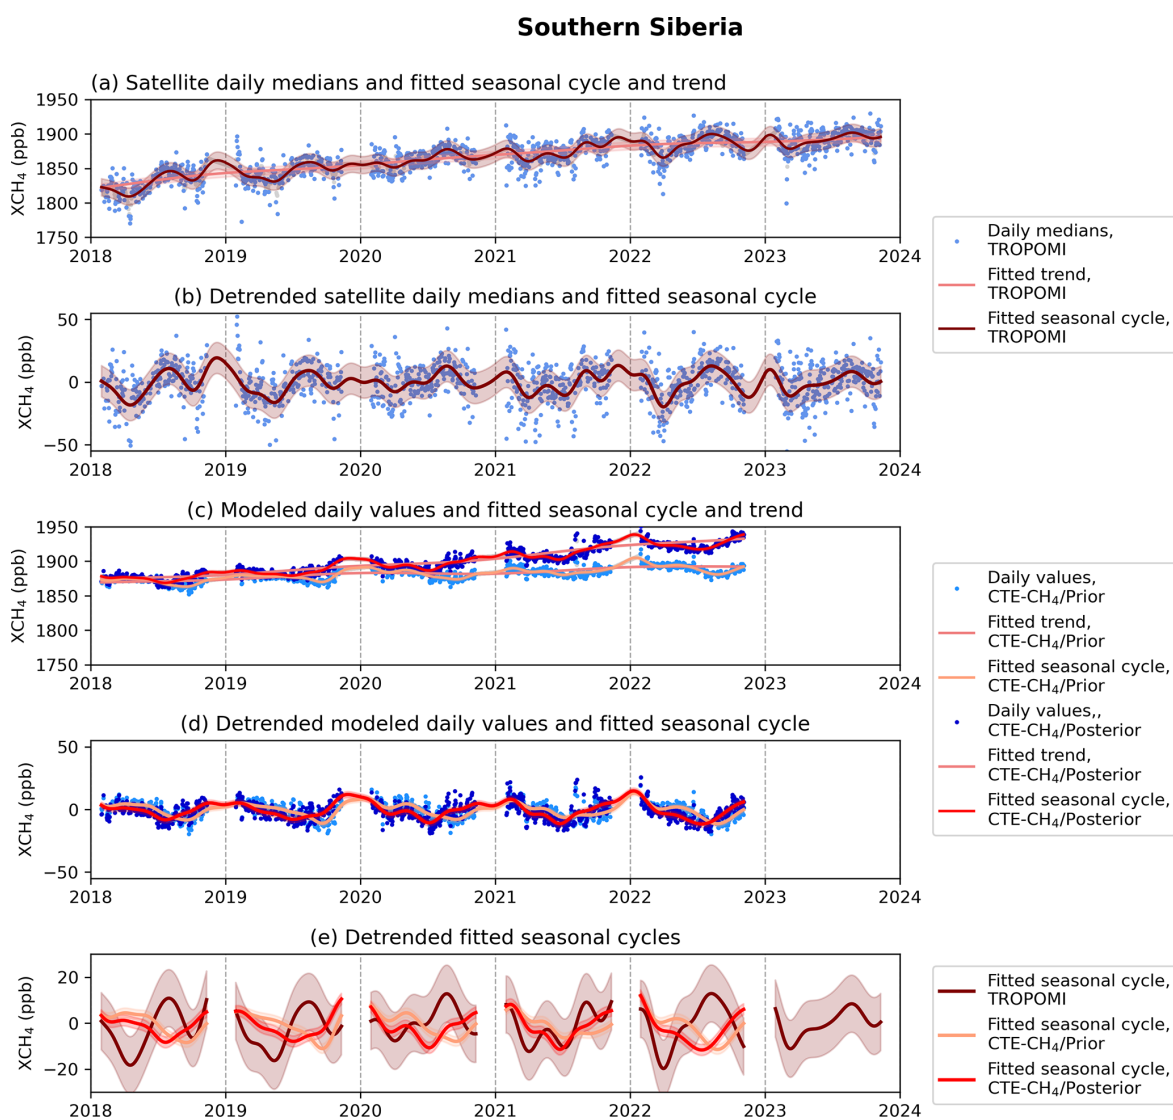 Southern Siberia
(a) Satellite daily medians and fitted seasonal cycle and trend
XCH₄ (ppb)
1950
1900
1850
1800
1750
2018 2019 2020 2021 2022 2023 2024
Daily medians,
TROPOMI
Fitted trend,
TROPOMI
Fitted seasonal cycle,
TROPOMI
(b) Detrended satellite daily medians and fitted seasonal cycle
XCH₄ (ppb)
50
0
−50
2018 2019 2020 2021 2022 2023 2024
(c) Modeled daily values and fitted seasonal cycle and trend
XCH₄ (ppb)
1950
1900
1850
1800
1750
2018 2019 2020 2021 2022 2023 2024
Daily values,
CTE-CH₄/Prior
Fitted trend,
CTE-CH₄/Prior
Fitted seasonal cycle,
CTE-CH₄/Prior
Daily values,,
CTE-CH₄/Posterior
Fitted trend,
CTE-CH₄/Posterior
Fitted seasonal cycle,
CTE-CH₄/Posterior
(d) Detrended modeled daily values and fitted seasonal cycle
XCH₄ (ppb)
50
0
−50
2018 2019 2020 2021 2022 2023 2024
(e) Detrended fitted seasonal cycles
XCH₄ (ppb)
20
0
−20
2018 2019 2020 2021 2022 2023 2024
Fitted seasonal cycle,
TROPOMI
Fitted seasonal cycle,
CTE-CH₄/Prior
Fitted seasonal cycle,
CTE-CH₄/Posterior